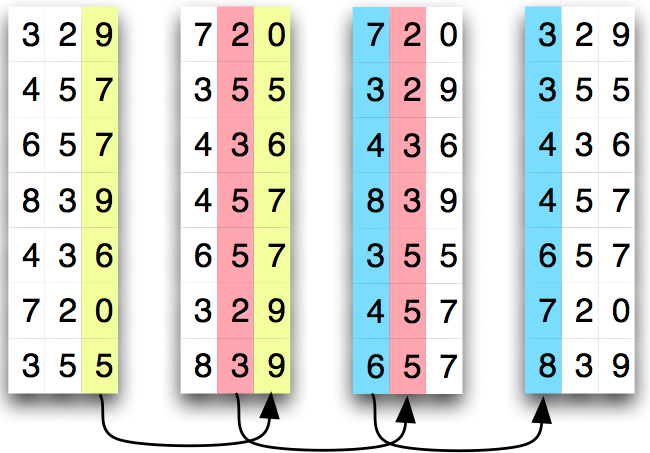 3 2 9 7 2 0 7 2 0 3 2 9
4 5 7 3 5 5 3 2 9 3 5 5
6 5 7 4 3 6 4 3 6 4 3 6
8 3 9 4 5 7 8 3 9 4 5 7
4 3 6 6 5 7 3 5 5 6 5 7
7 2 0 3 2 9 4 5 7 7 2 0
3 5 5 8 3 9 6 5 7 8 3 9